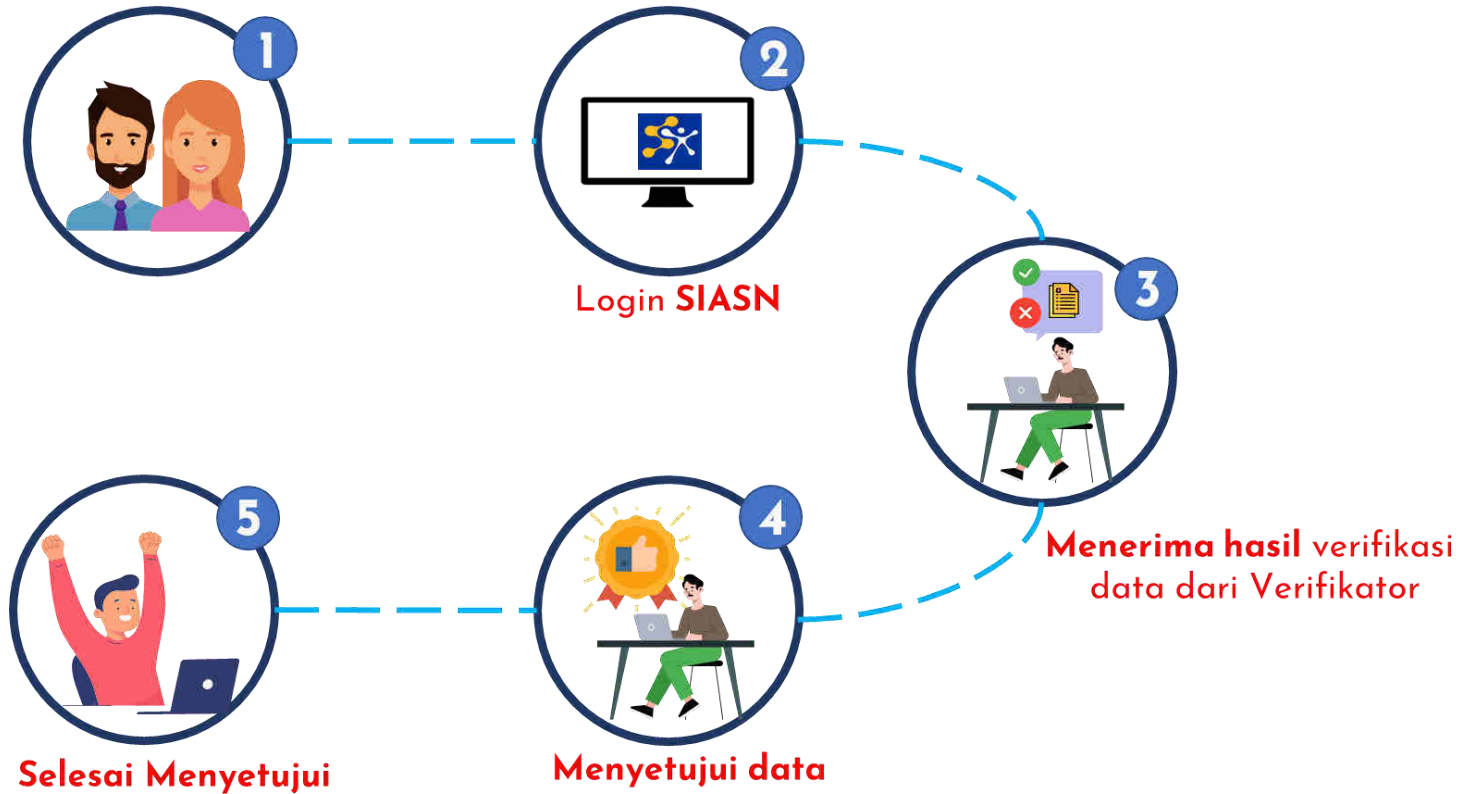 1
2
Login SIASN
3
Menerima hasil verifikasi
data dari Verifikator
4
Menyetujui data
5
Selesai Menyetujui